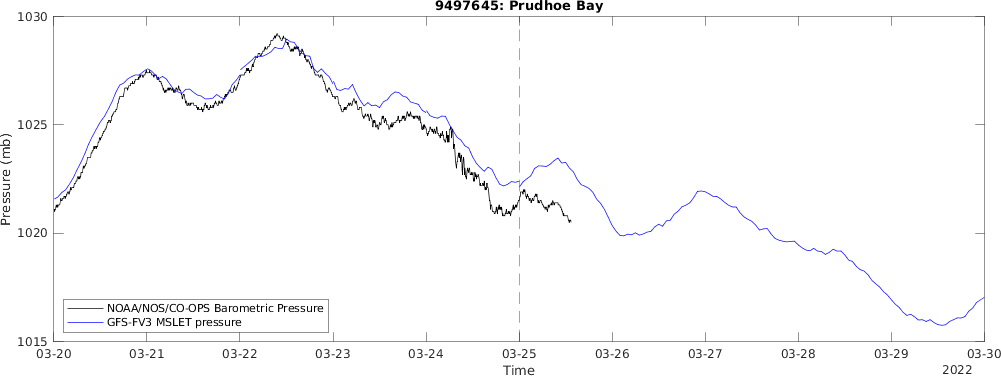 9497645: Prudhoe Bay
1030
1025
1020
1015
Pressure (mb)
NOAA/NOS/CO-OPS Barometric Pressure
GFS-FV3 MSLET pressure
03-20 03-21 03-22 03-23 03-24 03-25 03-26 03-27 03-28 03-29 03-30
Time
2022